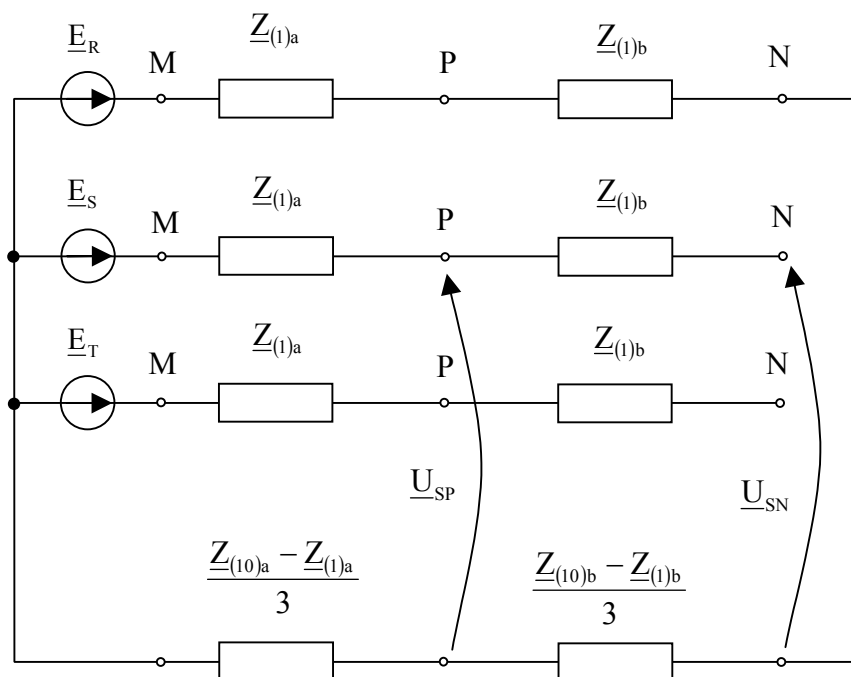 E_R M Z_(1)a P Z_(1)b N
E_S M Z_(1)a P Z_(1)b N
E_T M Z_(1)a P Z_(1)b N
U_SP U_SN
Z_(10)a − Z_(1)a Z_(10)b − Z_(1)b
3 3